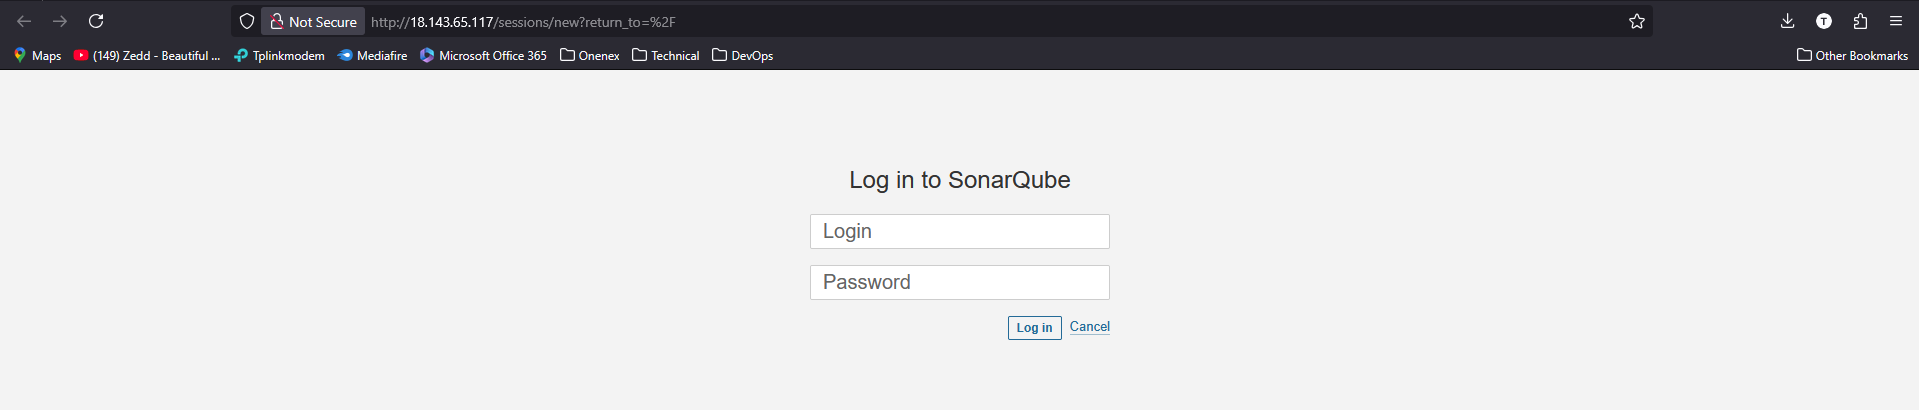 Not Secure http://18.143.65.117/sessions/new?return_to=%2F T
Maps (149) Zedd - Beautiful ... Tplinkmodem Mediafire Microsoft Office 365 Onenex Technical DevOps Other Bookmarks
Log in to SonarQube
Login
Password
Log in Cancel